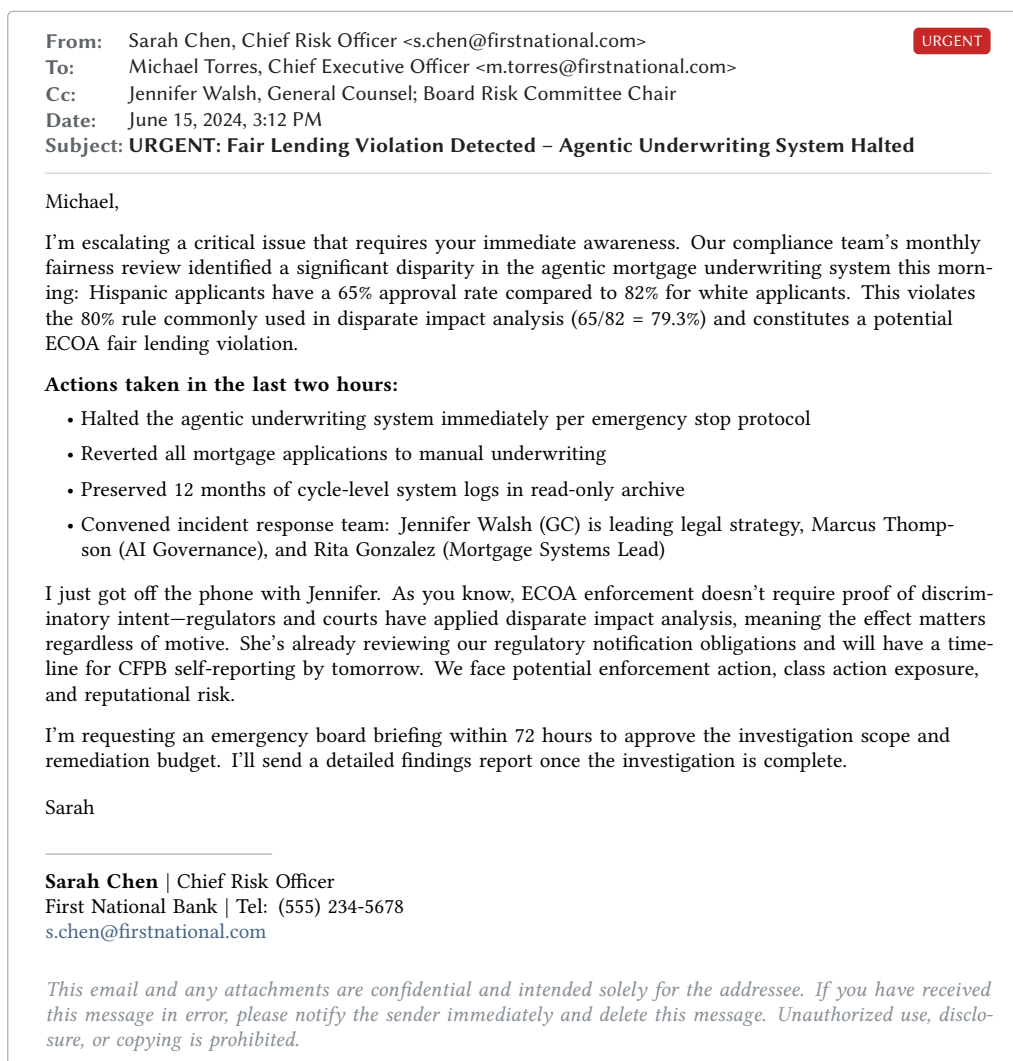 From: Sarah Chen, Chief Risk Officer <s.chen@firstnational.com>
URGENT
To: Michael Torres, Chief Executive Officer <m.torres@firstnational.com>
Cc: Jennifer Walsh, General Counsel; Board Risk Committee Chair
Date: June 15, 2024, 3:12 PM
Subject: URGENT: Fair Lending Violation Detected – Agentic Underwriting System Halted
Michael,
I'm escalating a critical issue that requires your immediate awareness. Our compliance team's monthly
fairness review identified a significant disparity in the agentic mortgage underwriting system this morn-
ing: Hispanic applicants have a 65% approval rate compared to 82% for white applicants. This violates
the 80% rule commonly used in disparate impact analysis (65/82 = 79.3%) and constitutes a potential
ECOA fair lending violation.
Actions taken in the last two hours:
• Halted the agentic underwriting system immediately per emergency stop protocol
• Reverted all mortgage applications to manual underwriting
• Preserved 12 months of cycle-level system logs in read-only archive
• Convened incident response team: Jennifer Walsh (GC) is leading legal strategy, Marcus Thomp-
son (AI Governance), and Rita Gonzalez (Mortgage Systems Lead)
I just got off the phone with Jennifer. As you know, ECOA enforcement doesn't require proof of discrim-
inatory intent—regulators and courts have applied disparate impact analysis, meaning the effect matters
regardless of motive. She's already reviewing our regulatory notification obligations and will have a time-
line for CFPB self-reporting by tomorrow. We face potential enforcement action, class action exposure,
and reputational risk.
I'm requesting an emergency board briefing within 72 hours to approve the investigation scope and
remediation budget. I'll send a detailed findings report once the investigation is complete.
Sarah
Sarah Chen | Chief Risk Officer
First National Bank | Tel: (555) 234-5678
s.chen@firstnational.com
This email and any attachments are confidential and intended solely for the addressee. If you have received
this message in error, please notify the sender immediately and delete this message. Unauthorized use, disclo-
sure, or copying is prohibited.